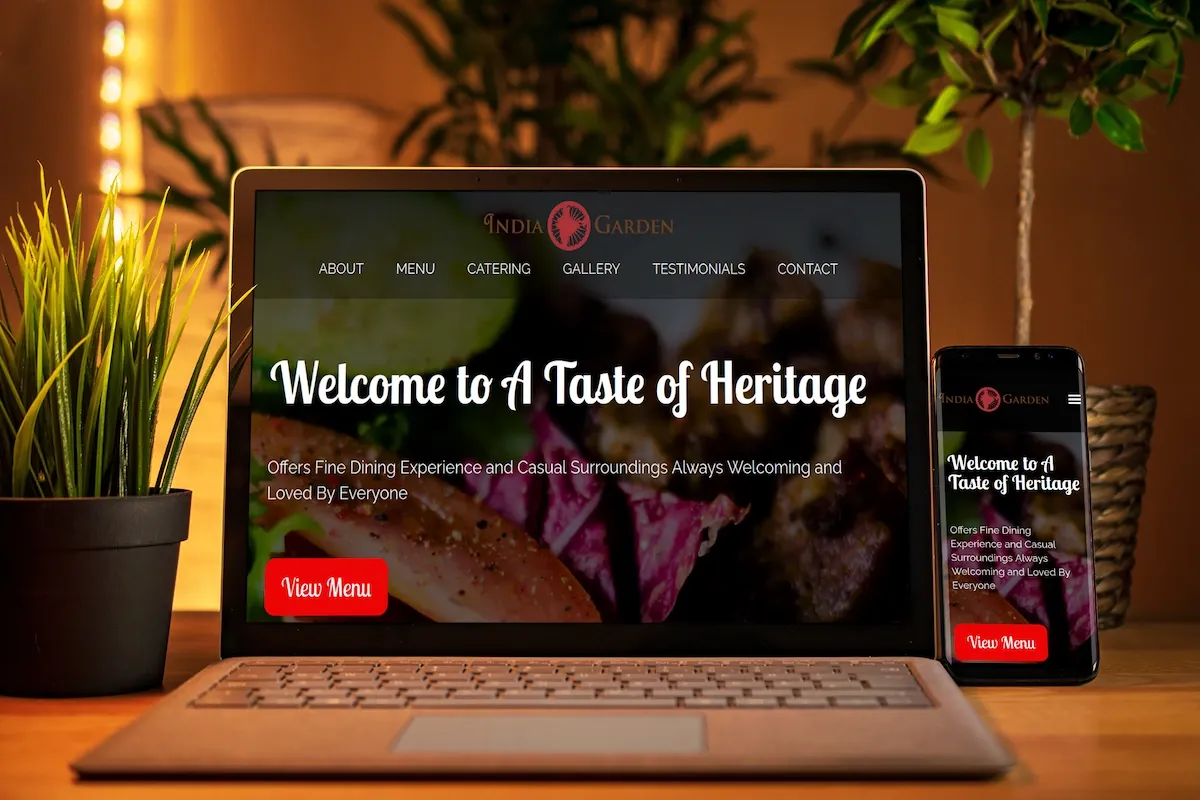 INDIA GARDEN
ABOUT MENU CATERING GALLERY TESTIMONIALS CONTACT
Welcome to A Taste of Heritage
Offers Fine Dining Experience and Casual Surroundings Always Welcoming and
Loved By Everyone
View Menu
INDIA GARDEN
Welcome to A
Taste of Heritage
Offers Fine Dining
Experience and Casual
Surroundings Always
Welcoming and Loved By
Everyone
View Menu